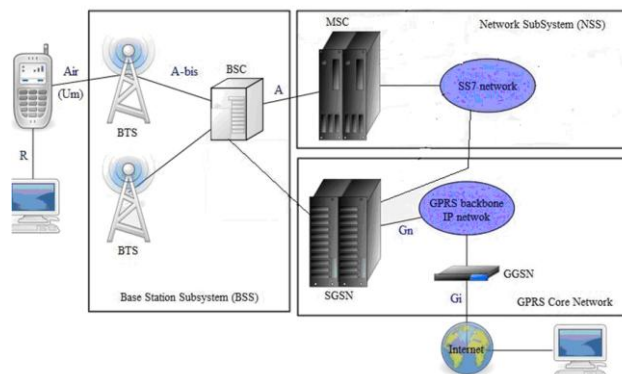 Network SubSystem (NSS)
MSC
Air
(Um)
A-bis
BSC
A
SS7 network
BTS
R
GPRS backbone
IP netwok
Gn
BTS
GGSN
SGSN
Gi
Base Station Subsystem (BSS)
GPRS Core Network
Internet